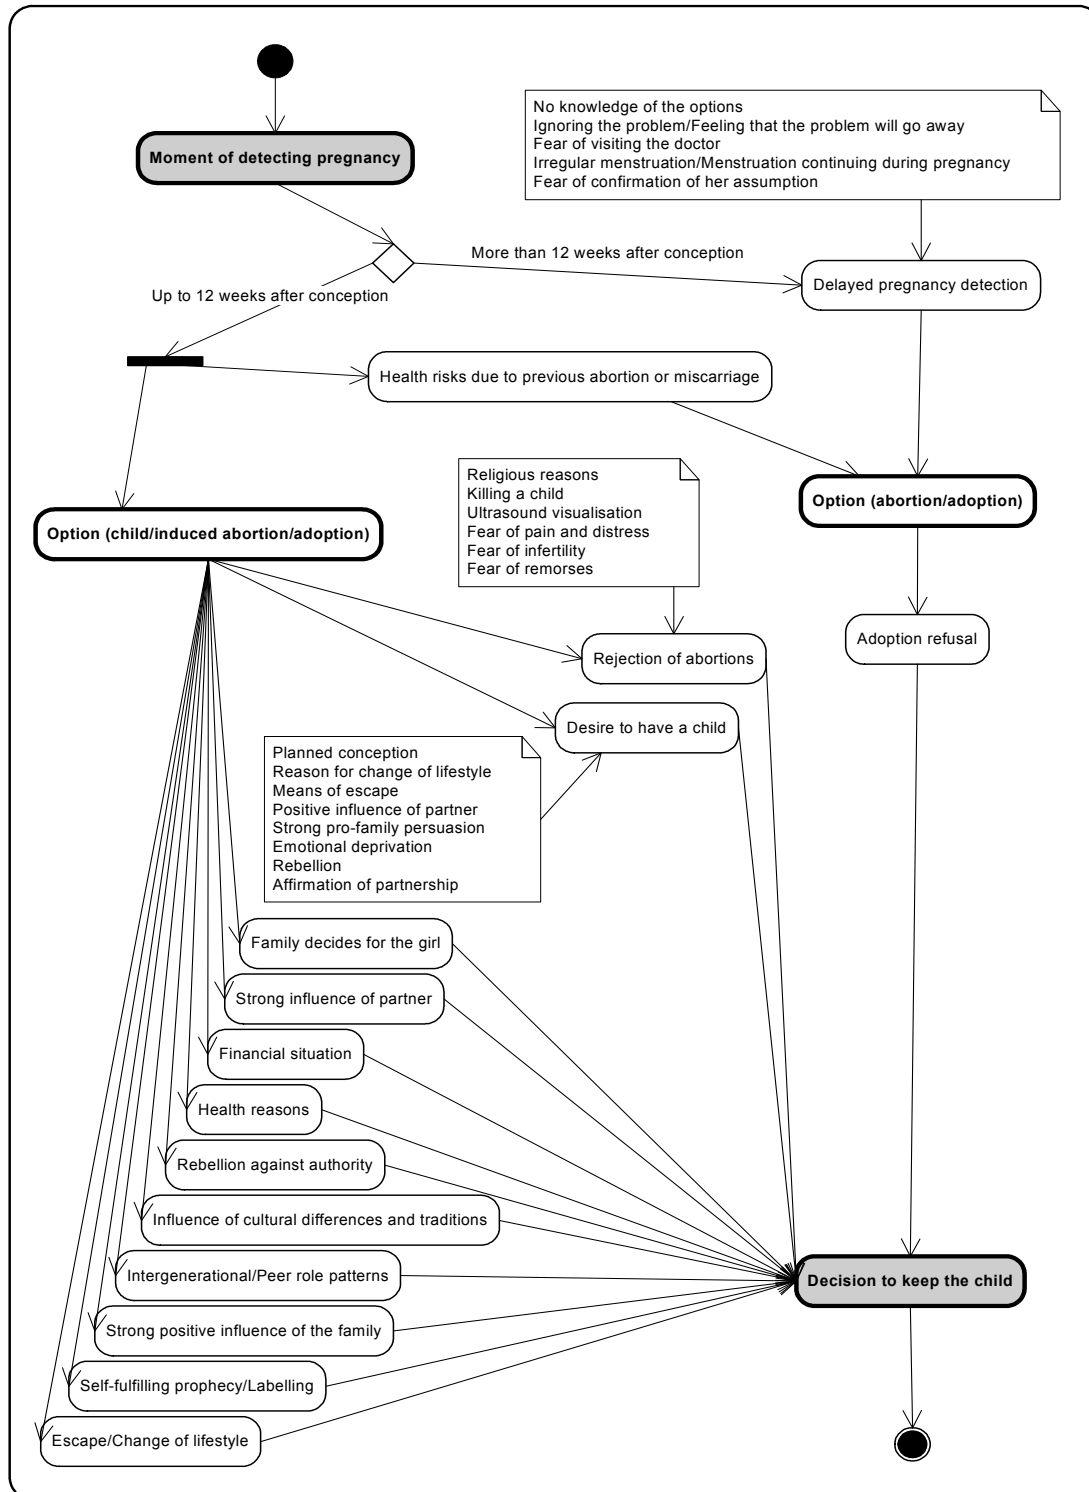 Moment of detecting pregnancy
No knowledge of the options
Ignoring the problem/Feeling that the problem will go away
Fear of visiting the doctor
Irregular menstruation/Menstruation continuing during pregnancy
Fear of confirmation of her assumption
More than 12 weeks after conception
Delayed pregnancy detection
Up to 12 weeks after conception
Health risks due to previous abortion or miscarriage
Option (abortion/adoption)
Option (child/induced abortion/adoption)
Religious reasons
Killing a child
Ultrasound visualisation
Fear of pain and distress
Fear of infertility
Fear of remorses
Adoption refusal
Rejection of abortions
Desire to have a child
Planned conception
Reason for change of lifestyle
Means of escape
Positive influence of partner
Strong pro-family persuasion
Emotional deprivation
Rebellion
Affirmation of partnership
Family decides for the girl
Strong influence of partner
Financial situation
Health reasons
Rebellion against authority
Influence of cultural differences and traditions
Intergenerational/Peer role patterns
Decision to keep the child
Strong positive influence of the family
Self-fulfilling prophecy/Labelling
Escape/Change of lifestyle